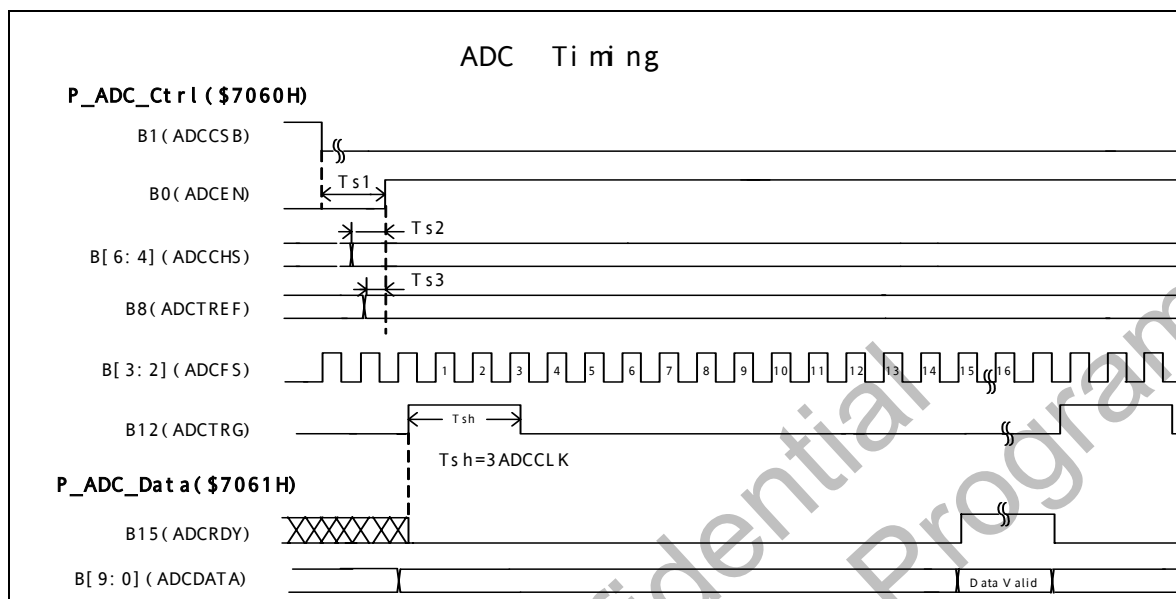 ADC Timing
P_ADC_Ctrl($7060H)
B1(ADCCSB)
Ts1
B0(ADCEN)
Ts2
B[6:4](ADCCHS)
Ts3
B8(ADCTREF)
B[3:2](ADCFS) 1 2 3 4 5 6 7 8 9 10 11 12 13 14 15 16
B12(ADCTRG) Tsh
Tsh=3ADCCLK
P_ADC_Data($7061H)
B15(ADCRDY)
B[9:0](ADCDATA) Data Valid
Program